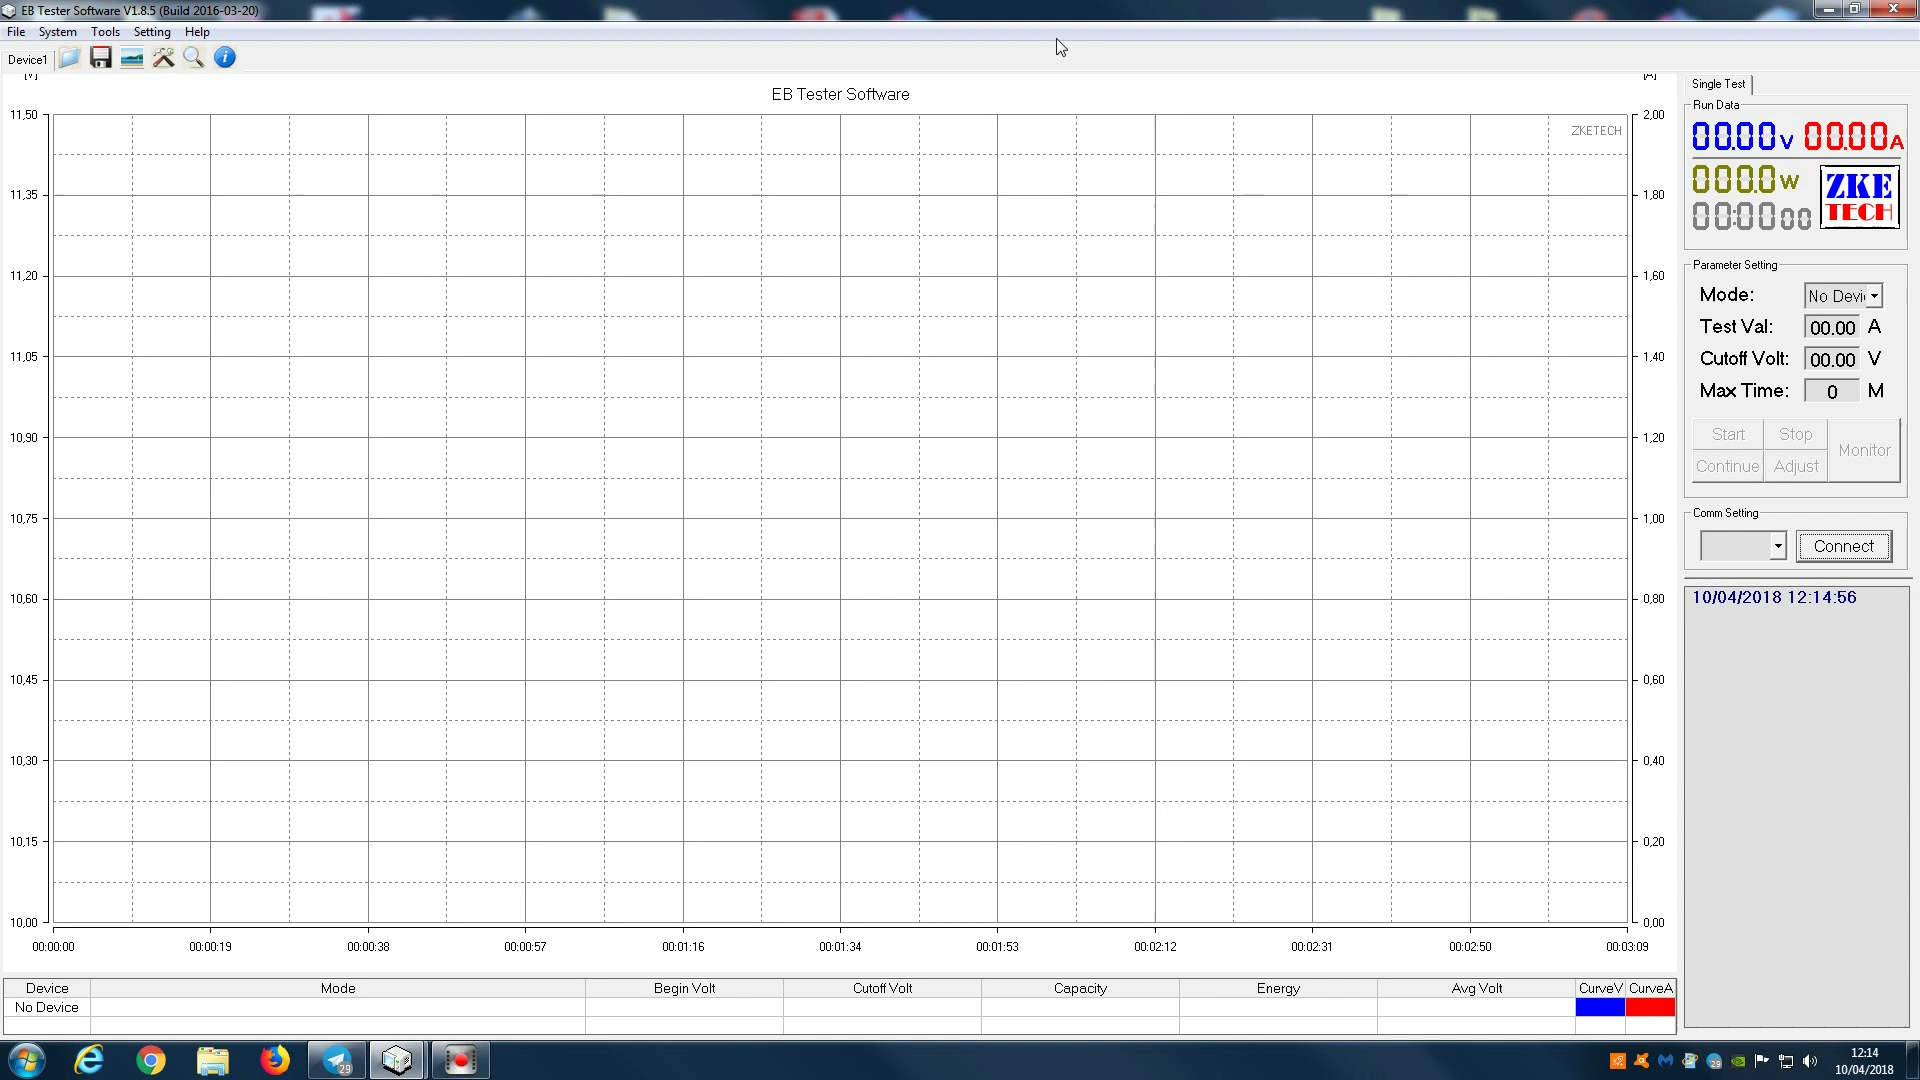 EB Tester Software V1.8.5 (Build 2016-03-20)
File System Tools Setting Help
Device1
[V]
[A]
EB Tester Software
ZKETECH
11,50
11,35
11,20
11,05
10,90
10,75
10,60
10,45
10,30
10,15
10,00
2,00
1,80
1,60
1,40
1,20
1,00
0,80
0,60
0,40
0,20
0,00
00:00:00 00:00:19 00:00:38 00:00:57 00:01:16 00:01:34 00:01:53 00:02:12 00:02:31 00:02:50 00:03:09
Single Test
Run Data
00.00V 00.00A
000.0W
00:00 00
ZKE
TECH
Parameter Setting
Mode: No Devi
Test Val: 00.00 A
Cutoff Volt: 00.00 V
Max Time: 0 M
Start Stop Monitor
Continue Adjust
Comm Setting
Connect
10/04/2018 12:14:56
Device Mode Begin Volt Cutoff Volt Capacity Energy Avg Volt CurveV CurveA
No Device
29
29
12:14
10/04/2018